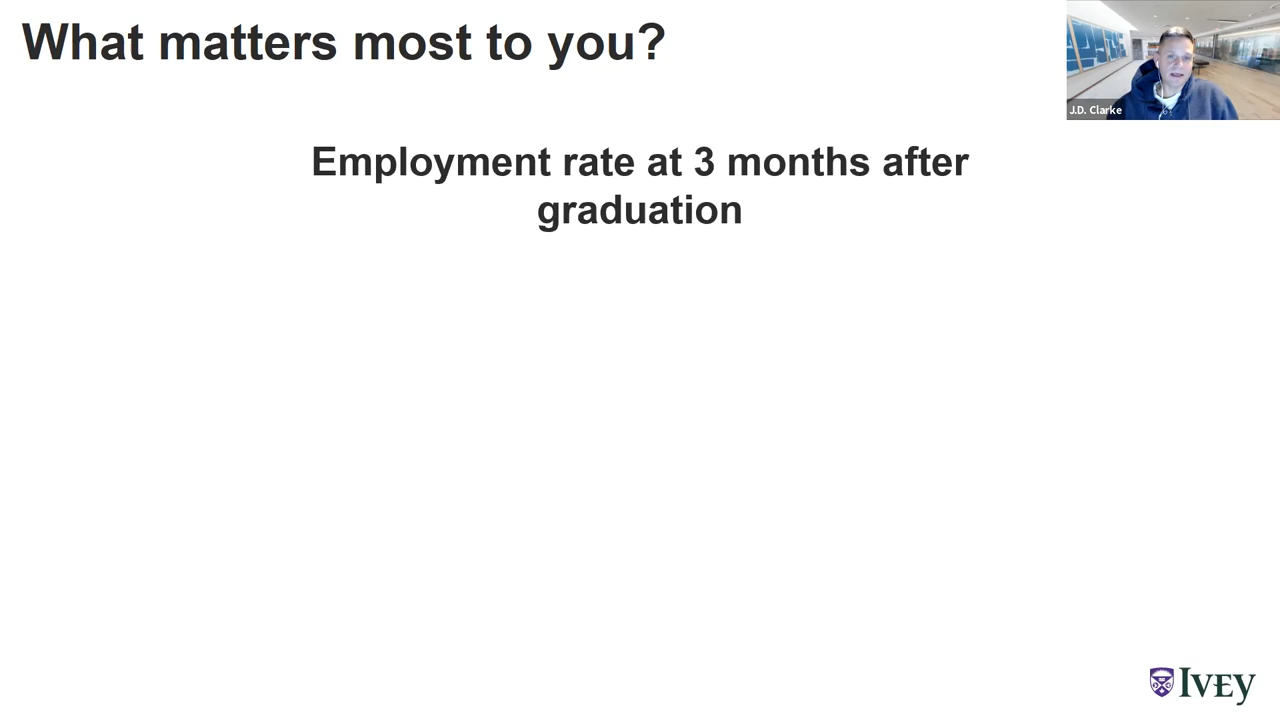 What matters most to you?
J.D. Clarke
Employment rate at 3 months after
graduation
IVEY